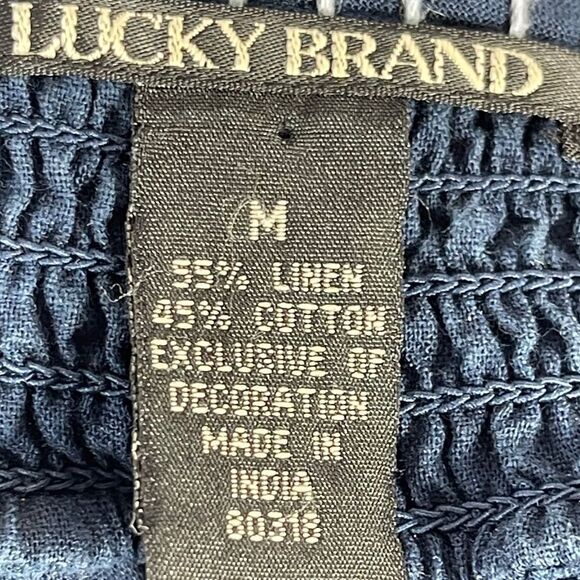 LUCKY BRAND
M
55% LINEN
45% COTTON
EXCLUSIVE OF
DECORATION
MADE IN
INDIA
80318